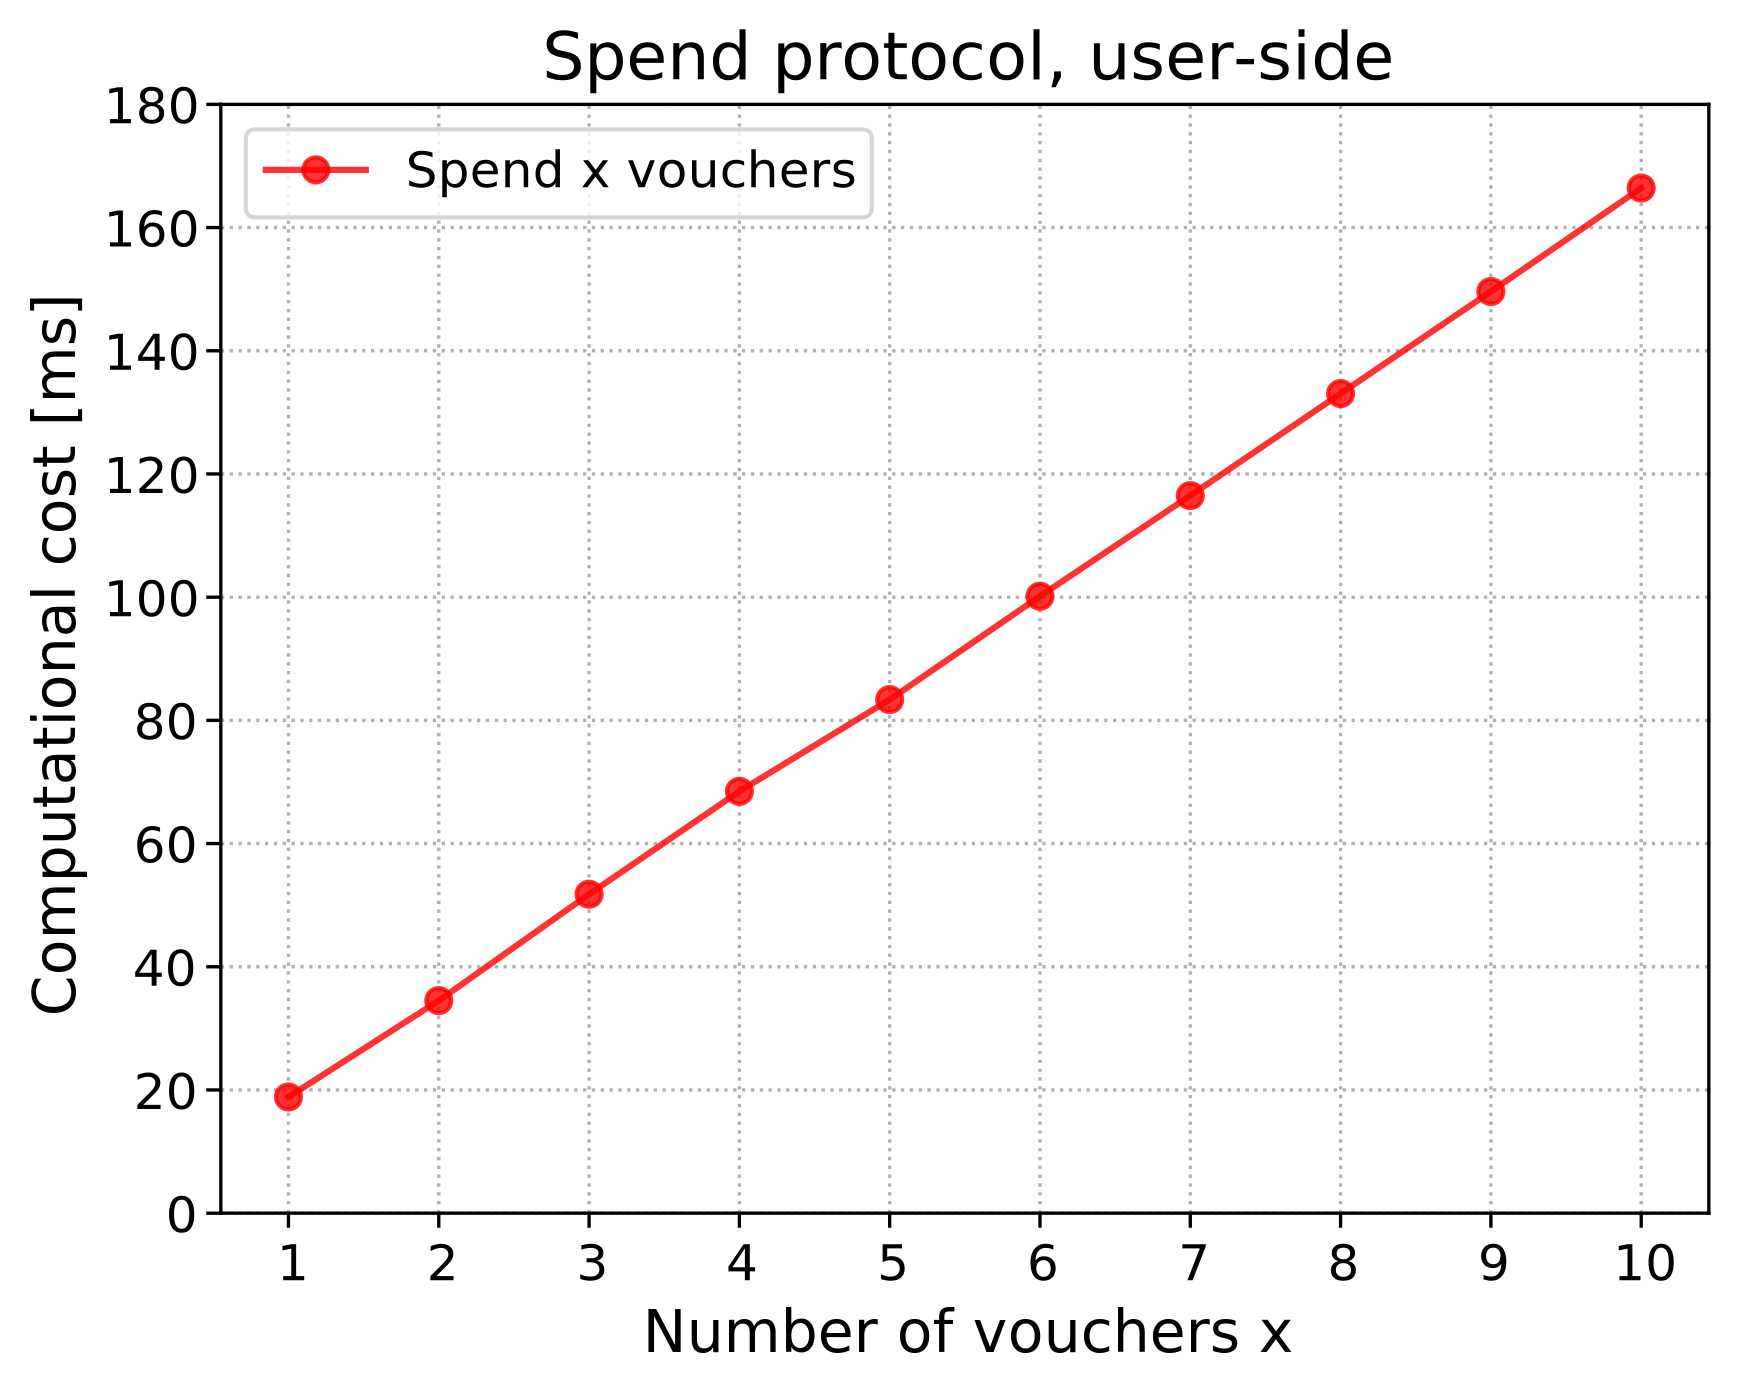 Spend protocol, user-side
Spend x vouchers
Computational cost [ms]
180
160
140
120
100
80
60
40
20
0
1 2 3 4 5 6 7 8 9 10
Number of vouchers x